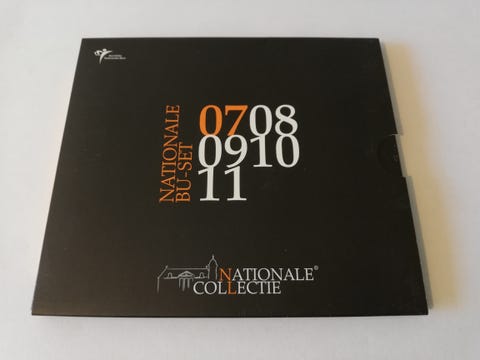 NATIONALE
BU-SET
0708
0910
11
NATIONALE®
COLLECTIE